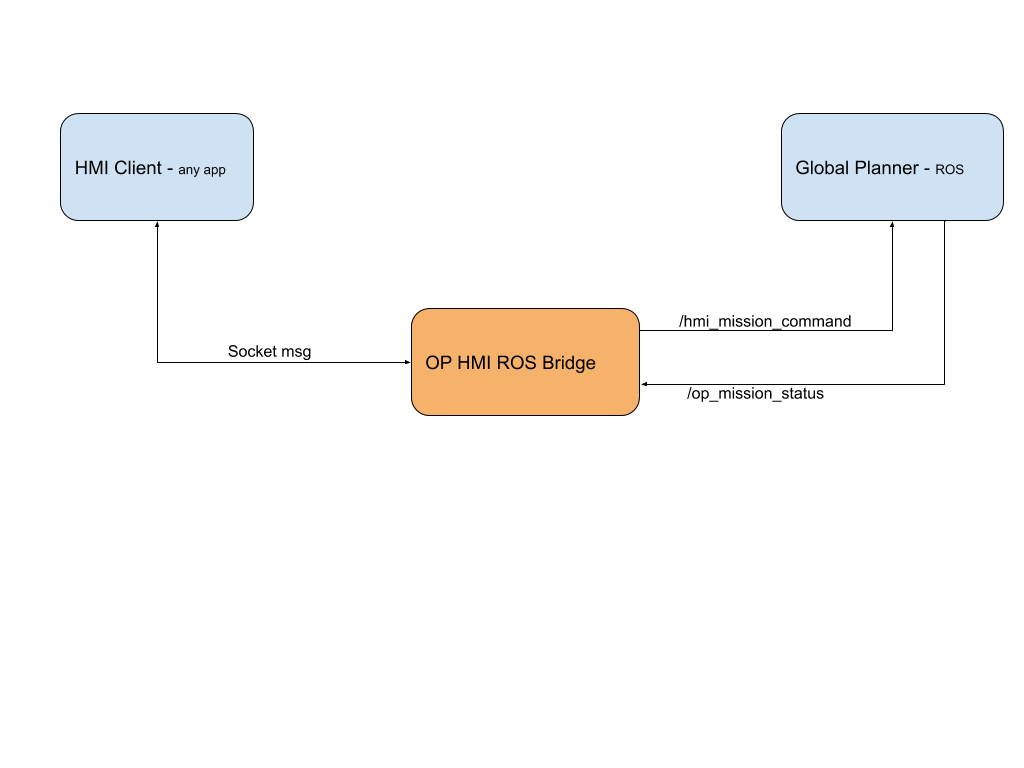 HMI Client - any app
Global Planner - ROS
/hmi_mission_command
Socket msg
OP HMI ROS Bridge
/op_mission_status